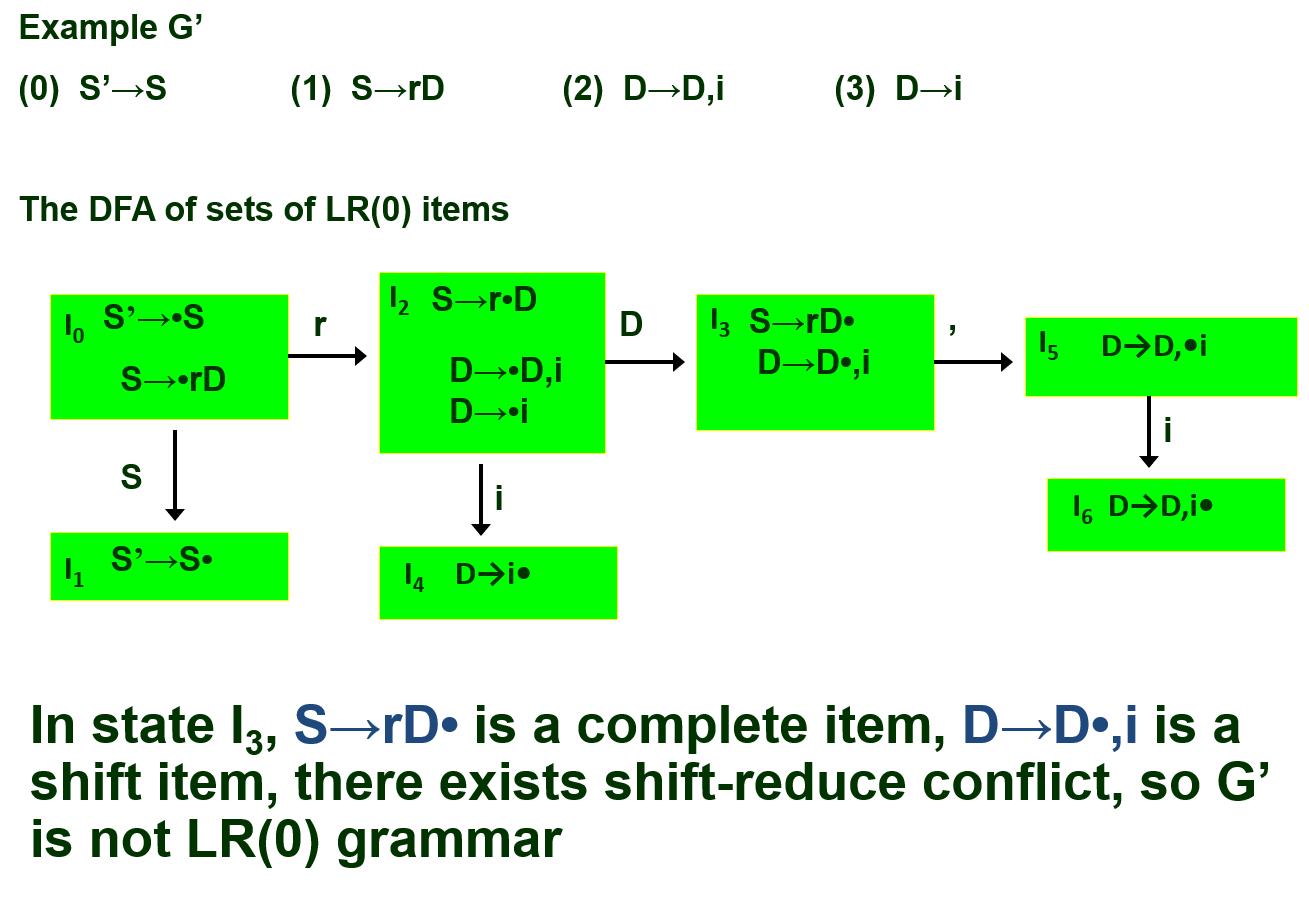 Example G’
(0) S’→S (1) S→rD (2) D→D,i (3) D→i
The DFA of sets of LR(0) items
I0 S’→•S
S→•rD
r
I2 S→r•D
D→•D,i
D→•i
D
I3 S→rD•
D→D•,i
,
I5 D→D,•i
S
i
i
I1 S’→S•
I4 D→i•
I6 D→D,i•
In state I3, S→rD• is a complete item, D→D•,i is a
shift item, there exists shift-reduce conflict, so G’
is not LR(0) grammar